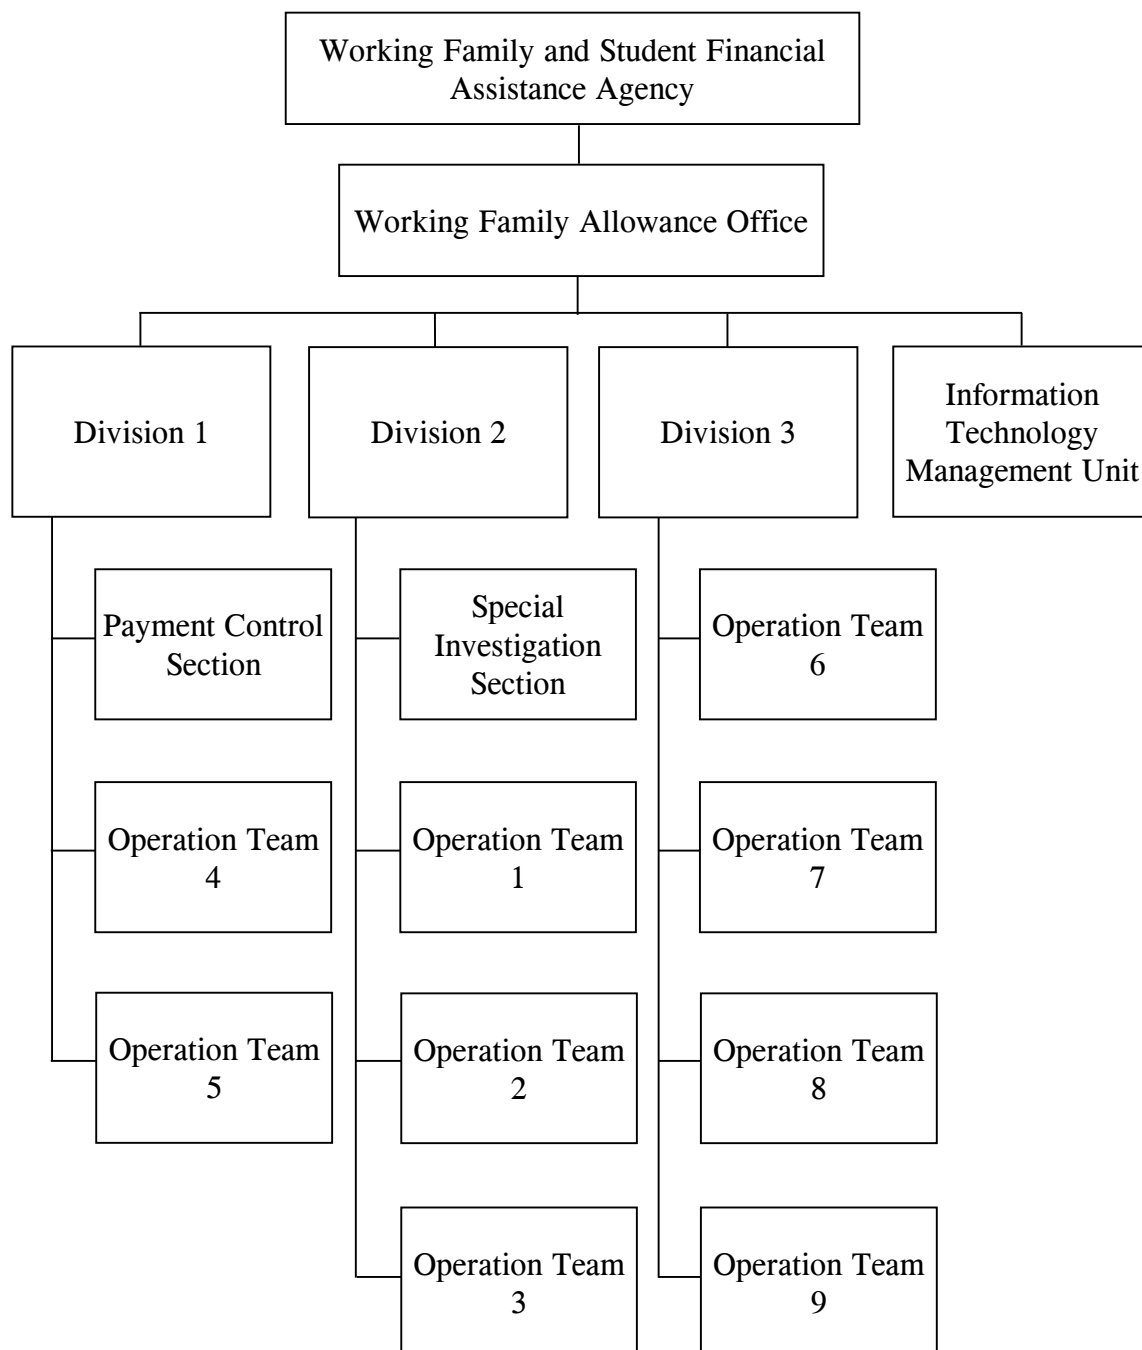 Working Family and Student Financial
Assistance Agency
Working Family Allowance Office
Division 1
Division 2
Division 3
Information
Technology
Management Unit
Payment Control
Section
Special
Investigation
Section
Operation Team
6
Operation Team
4
Operation Team
1
Operation Team
7
Operation Team
5
Operation Team
2
Operation Team
8
Operation Team
3
Operation Team
9